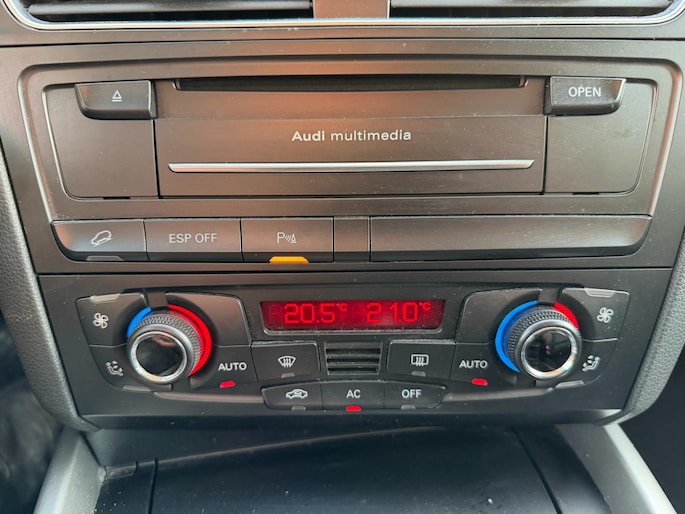 OPEN
Audi multimedia
ESP OFF P
20.5°C 21.0°C
AUTO AUTO
AC OFF